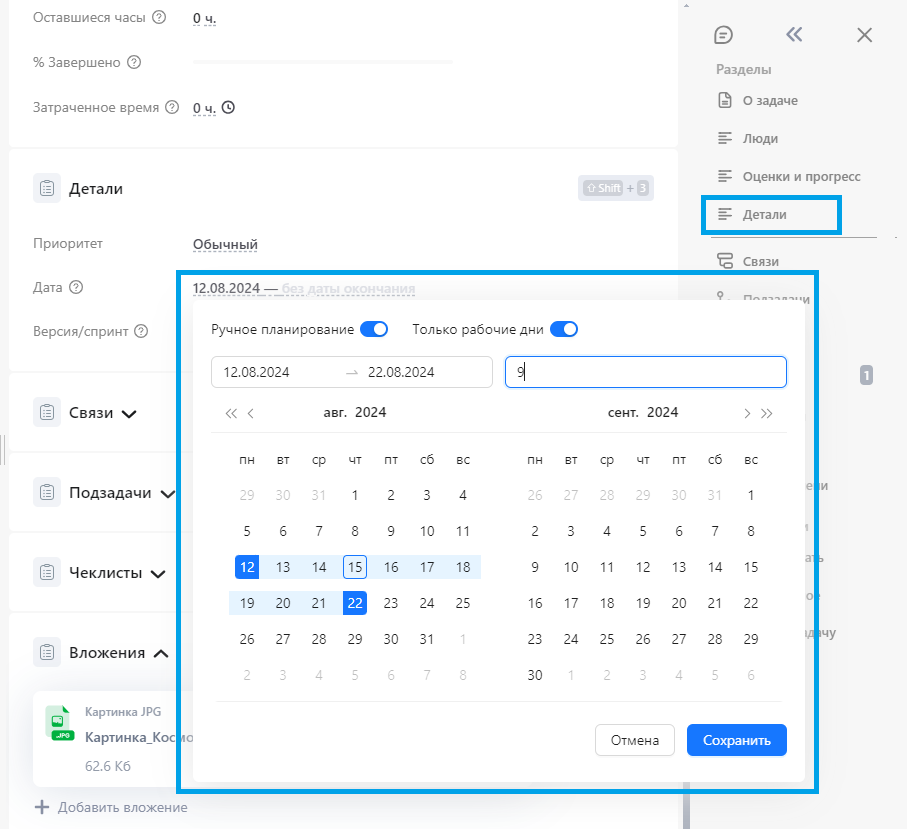 Оставшиеся часы
0 ч.
% Завершено
Затраченное время
0 ч.
Детали
Shift + 3
Приоритет
Обычный
Дата
12.08.2024 — без даты окончания
Версия/спринт
Ручное планирование
Только рабочие дни
12.08.2024 → 22.08.2024
9
авг. 2024
пн вт ср чт пт сб вс
29 30 31 1 2 3 4
5 6 7 8 9 10 11
12 13 14 15 16 17 18
19 20 21 22 23 24 25
26 27 28 29 30 31 1
2 3 4 5 6 7 8
сент. 2024
пн вт ср чт пт сб вс
26 27 28 29 30 31 1
2 3 4 5 6 7 8
9 10 11 12 13 14 15
16 17 18 19 20 21 22
23 24 25 26 27 28 29
30 1 2 3 4 5 6
Отмена
Сохранить
Связи
Подзадачи
Чеклисты
Вложения
Картинка JPG
.JPG
Картинка_Космо
62.6 Кб
Добавить вложение
Разделы
О задаче
Люди
Оценки и прогресс
Детали
Связи
Подзадачи
1